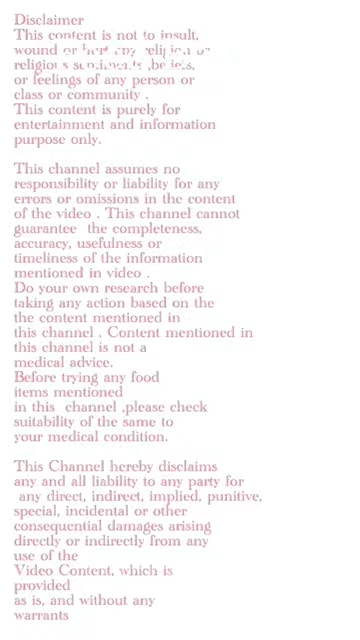 Disclaimer
This content is not to insult,
wound or hurt any religion or
religious sentiments ,beliefs,
or feelings of any person or
class or community .
This content is purely for
entertainment and information
purpose only.
This channel assumes no
responsibility or liability for any
errors or omissions in the content
of the video . This channel cannot
guarantee the completeness,
accuracy, usefulness or
timeliness of the information
mentioned in video .
Do your own research before
taking any action based on the
the content mentioned in
this channel . Content mentioned in
this channel is not a
medical advice.
Before trying any food
items mentioned
in this channel ,please check
suitability of the same to
your medical condition.
This Channel hereby disclaims
any and all liability to any party for
any direct, indirect, implied, punitive,
special, incidental or other
consequential damages arising
directly or indirectly from any
use of the
Video Content, which is
provided
as is, and without any
warrants